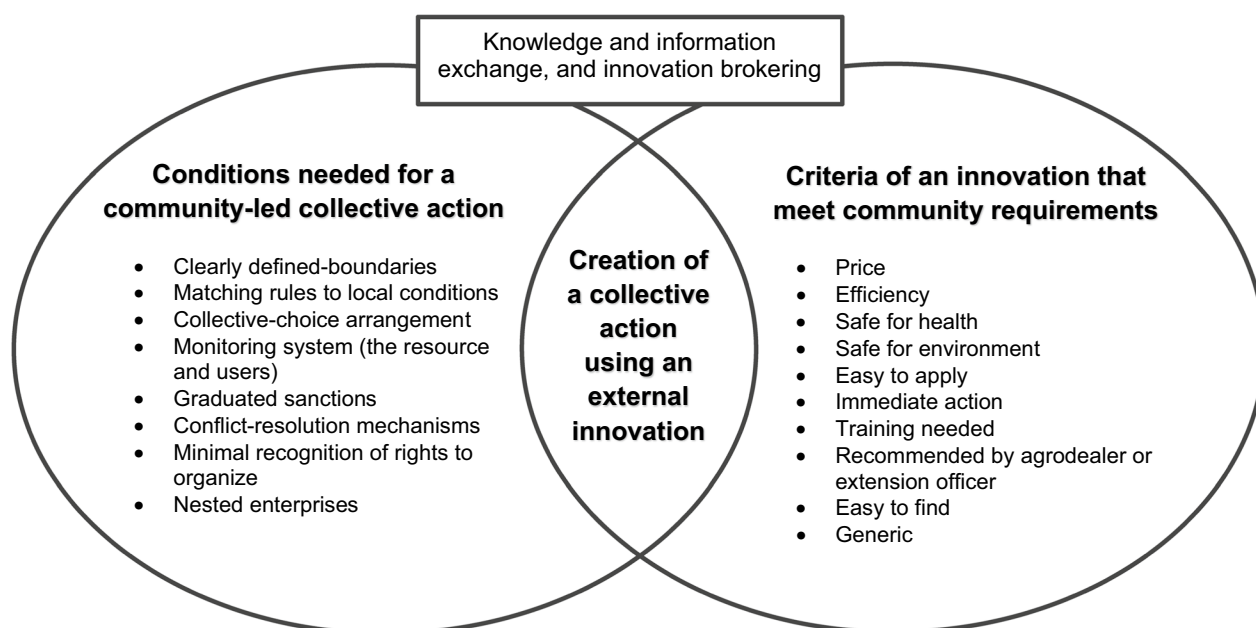 Knowledge and information
exchange, and innovation brokering
Conditions needed for a
community-led collective action
• Clearly defined-boundaries
• Matching rules to local conditions
• Collective-choice arrangement
• Monitoring system (the resource
and users)
• Graduated sanctions
• Conflict-resolution mechanisms
• Minimal recognition of rights to
organize
• Nested enterprises
Creation of
a collective
action
using an
external
innovation
Criteria of an innovation that
meet community requirements
• Price
• Efficiency
• Safe for health
• Safe for environment
• Easy to apply
• Immediate action
• Training needed
• Recommended by agrodealer or
extension officer
• Easy to find
• Generic